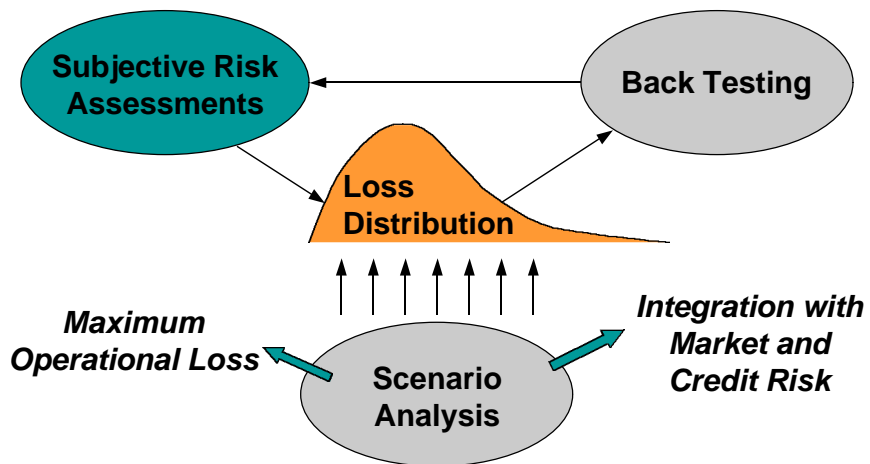 Subjective Risk
Assessments
Back Testing
Loss
Distribution
Maximum
Operational Loss
Scenario
Analysis
Integration with
Market and
Credit Risk